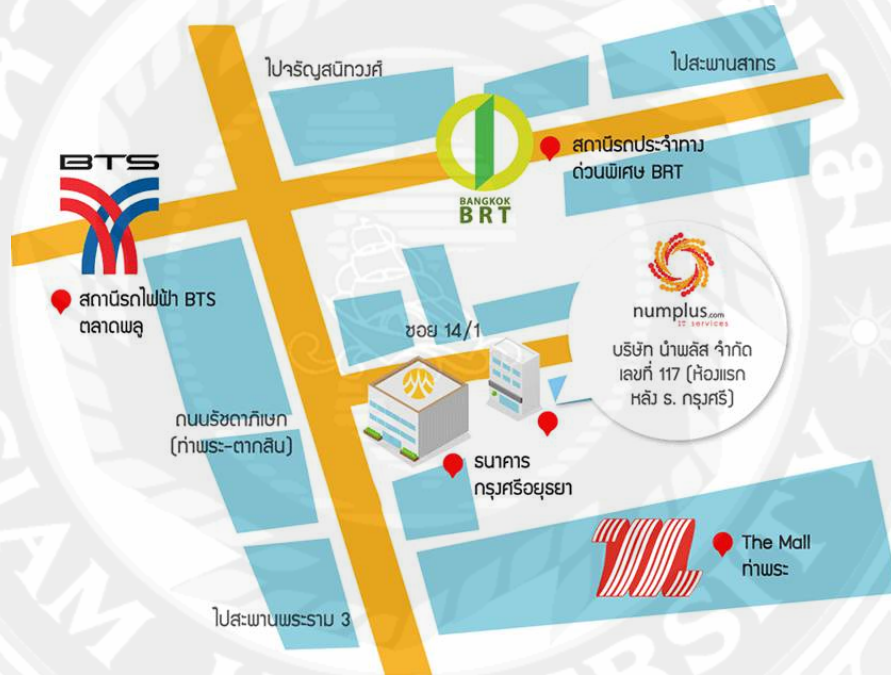 ไปจรัญสนิทวงศ์
ไปสะพานสาทร
BTS
สถานีรถไฟฟ้า BTS
ตลาดพลู
BANGKOK
BRT
สถานีรถประจำทาง
ด่วนพิเศษ BRT
numplus.com
IT services
บริษัท นำพลัส จำกัด
เลขที่ 117 (ห้องแรก
หลัง ธ. กรุงศรี)
ซอย 14/1
ถนนรัชดาภิเษก
(ท่าพระ-ตากสิน)
ธนาคาร
กรุงศรีอยุธยา
The Mall
ท่าพระ
ไปสะพานพระราม 3